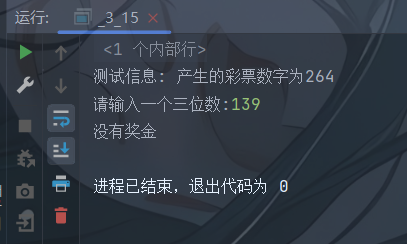 运行: _3_15 ×
<1 个内部行>
测试信息: 产生的彩票数字为264
请输入一个三位数:139
没有奖金
进程已结束，退出代码为 0